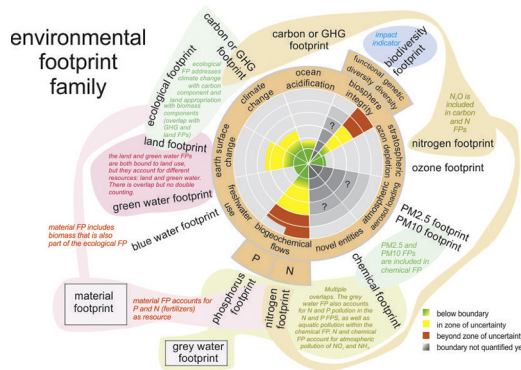 environmental
footprint
family
carbon or GHG
footprint
impact
indicator
biodiversity
footprint
carbon or GHG
footprint
ecological footprint
ecological
FP addresses
climate change
with carbon
component and
land appropriation
with biomass
components
(overlap with
GHG and
land FPs)
land footprint
the land and green water FPs
are both bound to land use,
but they account for different
resources: land and green water.
There is overlap but no double
counting.
green water footprint
blue water footprint
material FP includes
biomass that is also
part of the ecological FP
material
footprint
material FP accounts for
P and N (fertilizers)
as resource
phosphorus
footprint
grey water
footprint
nitrogen
footprint
Multiple
overlaps. The grey
water FP also accounts
for N and P pollution in the
N and P FPS, as well as
aquatic pollution within the
chemical FP. N and chemical
FP account for atmospheric
pollution of NOx and NH3.
chemical
footprint
PM2.5 and
PM10 FPs
are included in
chemical FP
PM2.5 footprint
PM10 footprint
ozone footprint
nitrogen footprint
N2O is
included in
carbon and N
FPs
climate
change
ocean
acidification
functional diversity
genetic diversity
biosphere
integrity
stratospheric
ozon depletion
atmospheric
aerosol loading
novel entities
biogeochemical
flows
P
N
freshwater
use
earth surface
change
?
?
?
below boundary
in zone of uncertainty
beyond zone of uncertainty
boundary not quantified yet